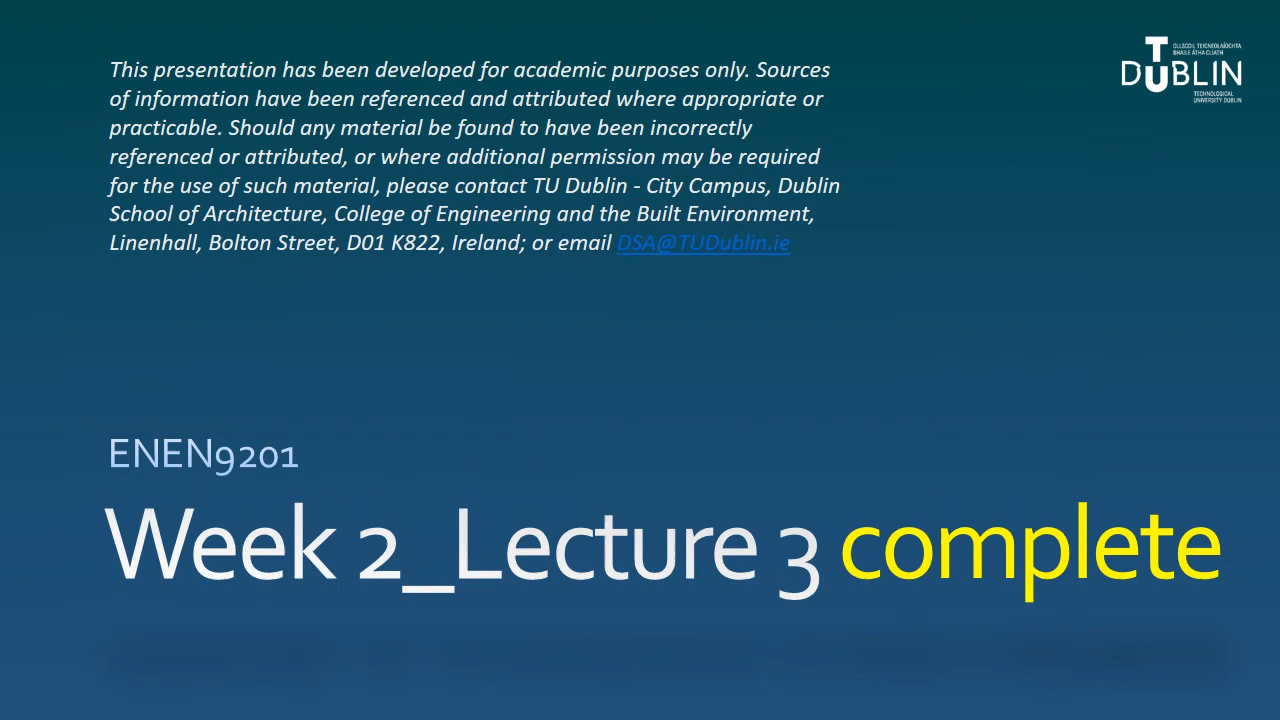 This presentation has been developed for academic purposes only. Sources
of information have been referenced and attributed where appropriate or
practicable. Should any material be found to have been incorrectly
referenced or attributed, or where additional permission may be required
for the use of such material, please contact TU Dublin - City Campus, Dublin
School of Architecture, College of Engineering and the Built Environment,
Linenhall, Bolton Street, D01 K822, Ireland; or email DSA@TUDublin.ie
OLLSCOIL TEICNEOLAÍOCHTA
BHAILE ÁTHA CLIATH
TU DUBLIN
TECHNOLOGICAL
UNIVERSITY DUBLIN
ENEN9201
Week 2_Lecture 3 complete